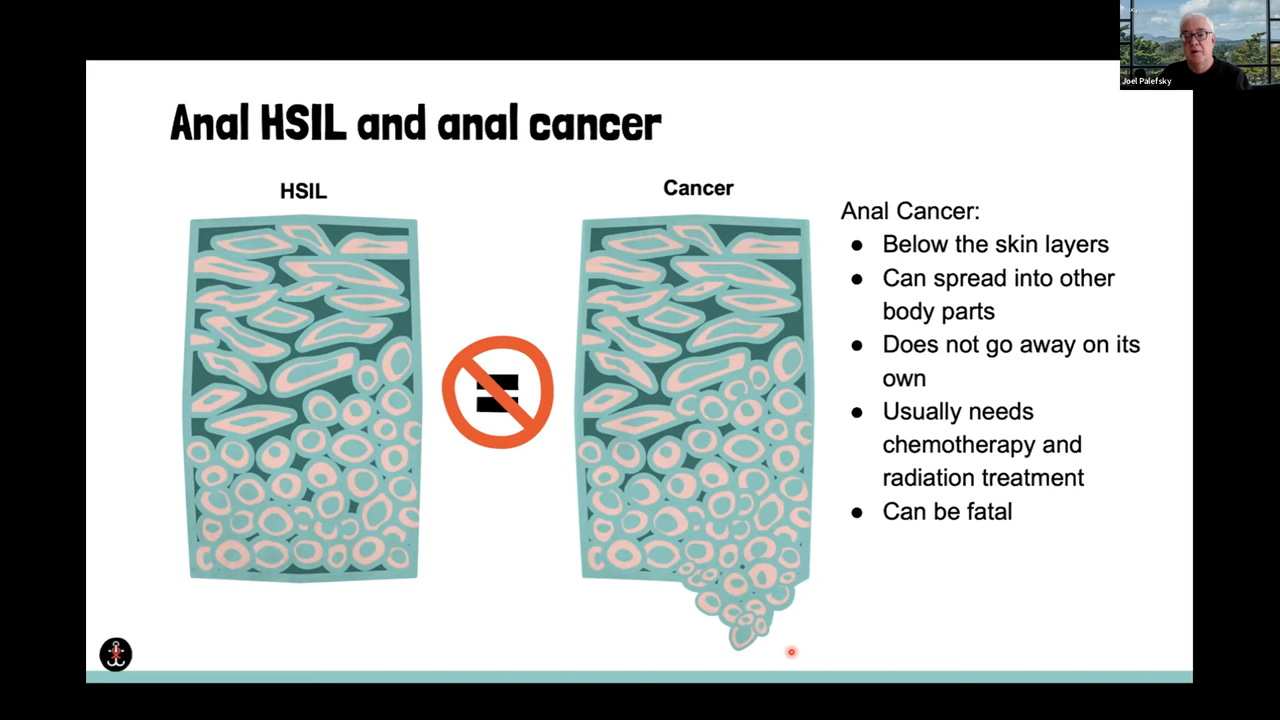 Joel Palefsky
Anal HSIL and anal cancer
HSIL
Cancer
=
Anal Cancer:
● Below the skin layers
● Can spread into other
body parts
● Does not go away on its
own
● Usually needs
chemotherapy and
radiation treatment
● Can be fatal